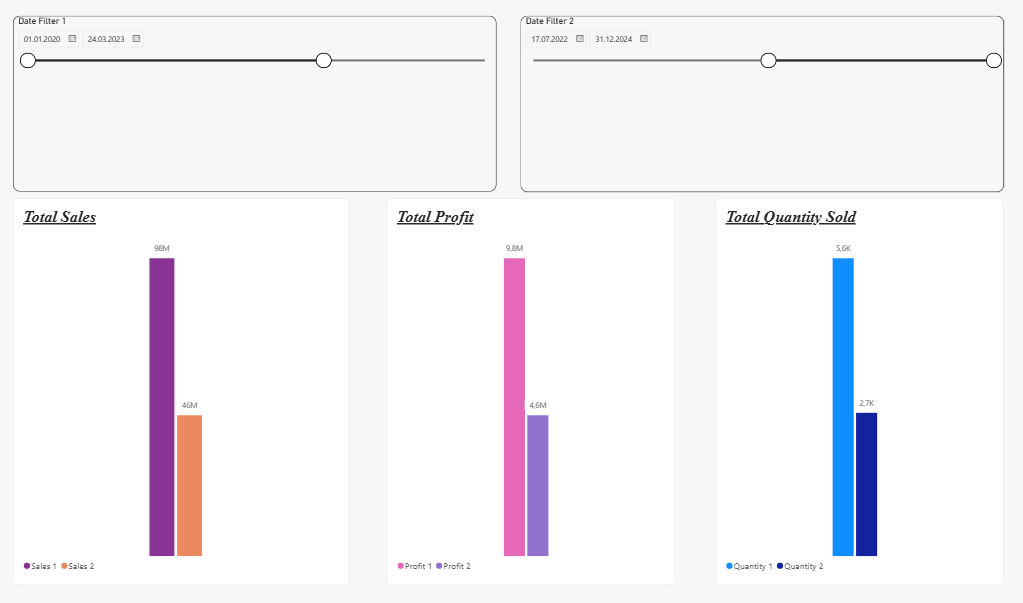 Date Filter 1
01.01.2020 24.03.2023
Date Filter 2
17.07.2022 31.12.2024
Total Sales
98M
46M
Sales 1 Sales 2
Total Profit
9,8M
4,6M
Profit 1 Profit 2
Total Quantity Sold
5,6K
2,7K
Quantity 1 Quantity 2